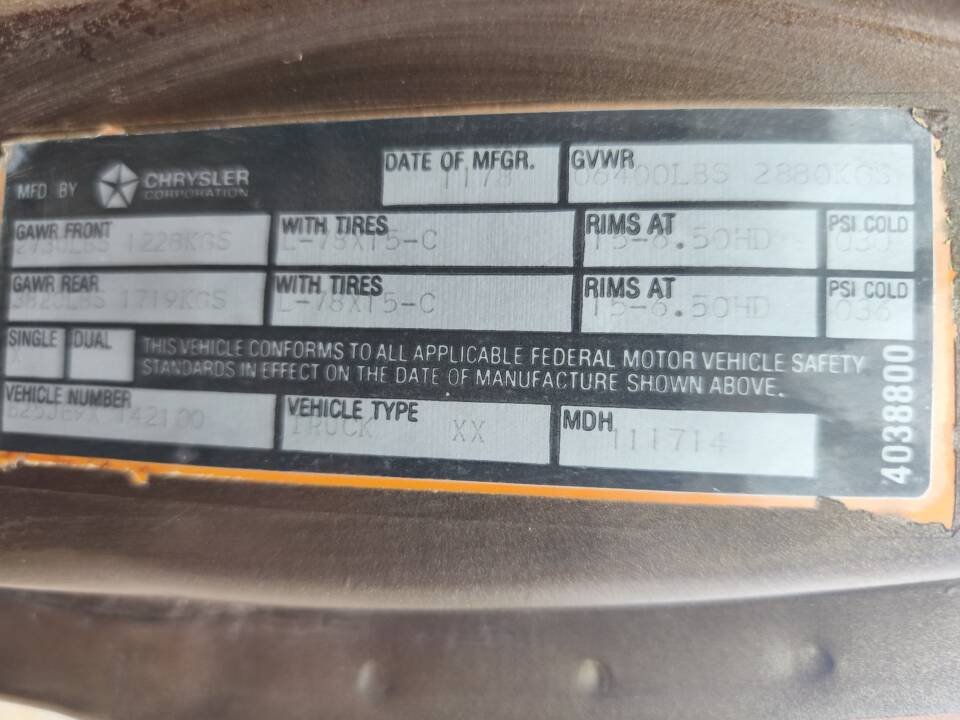 MFD BY CHRYSLER CORPORATION
DATE OF MFGR. 1178
GVWR 06400LBS 2880KGS
GAWR FRONT 1228KGS
WITH TIRES L-78X15-C
RIMS AT 15-6.50HD
PSI COLD 030
GAWR REAR 3820LBS 1719KGS
WITH TIRES L-78X15-C
RIMS AT 15-6.50HD
PSI COLD 036
SINGLE X DUAL
THIS VEHICLE CONFORMS TO ALL APPLICABLE FEDERAL MOTOR VEHICLE SAFETY
STANDARDS IN EFFECT ON THE DATE OF MANUFACTURE SHOWN ABOVE.
VEHICLE NUMBER 142100
VEHICLE TYPE TRUCK XX
MDH 111714
4038800